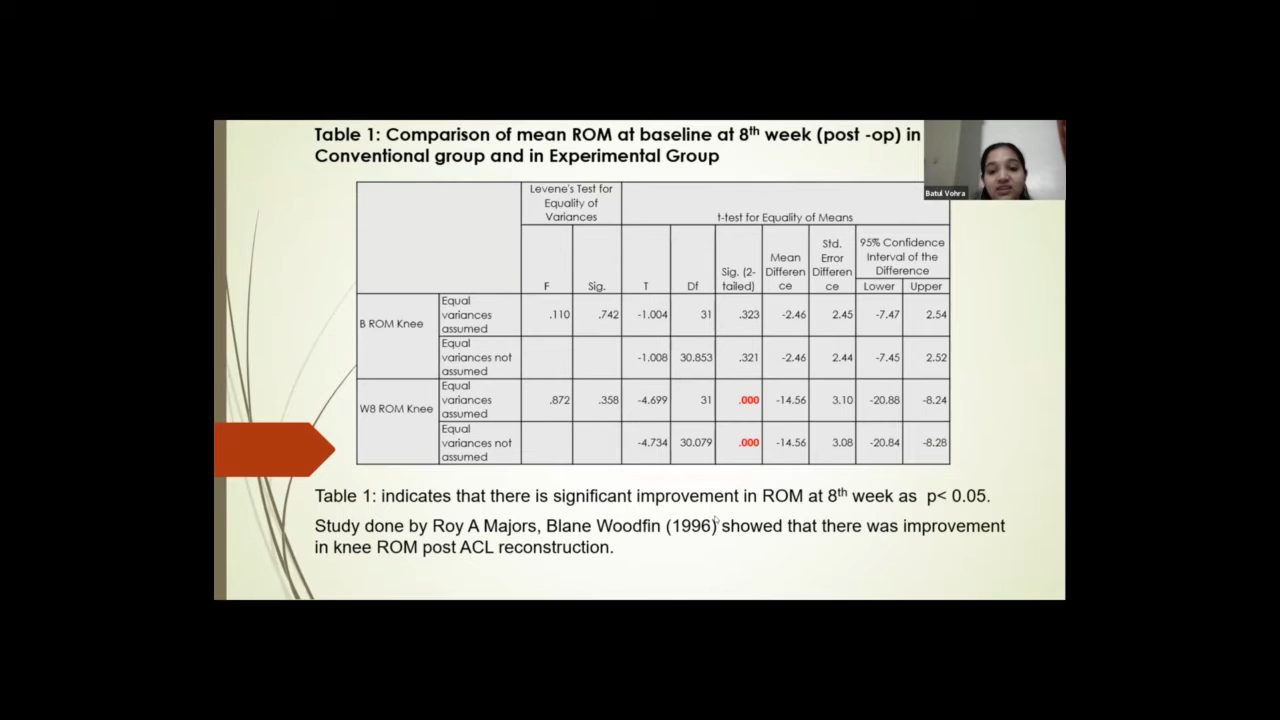 Table 1: Comparison of mean ROM at baseline at 8th week (post -op) in
Conventional group and in Experimental Group
Batul Vohra
Levene's Test for
Equality of
Variances
t-test for Equality of Means
F
Sig.
T
Df
Sig. (2-
tailed)
Mean
Differen
ce
Std.
Error
Differen
ce
95% Confidence
Interval of the
Difference
Lower
Upper
B ROM Knee
Equal
variances
assumed
.110 .742 -1.004 31 .323 -2.46 2.45 -7.47 2.54
Equal
variances not
assumed
-1.008 30.853 .321 -2.46 2.44 -7.45 2.52
W8 ROM Knee
Equal
variances
assumed
.872 .358 -4.699 31 .000 -14.56 3.10 -20.88 -8.24
Equal
variances not
assumed
-4.734 30.079 .000 -14.56 3.08 -20.84 -8.28
Table 1: indicates that there is significant improvement in ROM at 8th week as p< 0.05.
Study done by Roy A Majors, Blane Woodfin (1996) showed that there was improvement
in knee ROM post ACL reconstruction.